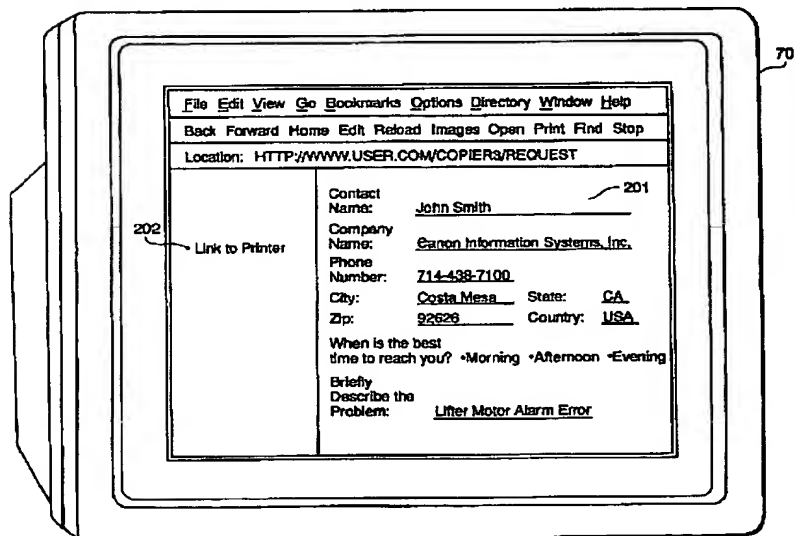 70
File Edit View Go Bookmarks Options Directory Window Help
Back Forward Home Edit Reload Images Open Print Find Stop
Location: HTTP://WWW.USER.COM/COPIER3/REQUEST
201
202
Link to Printer
Contact
Name: John Smith
Company
Name: Canon Information Systems, Inc.
Phone
Number: 714-438-7100
City: Costa Mesa State: CA
Zip: 92626 Country: USA
When is the best
time to reach you? •Morning •Afternoon •Evening
Briefly
Describe the
Problem: Lifter Motor Alarm Error